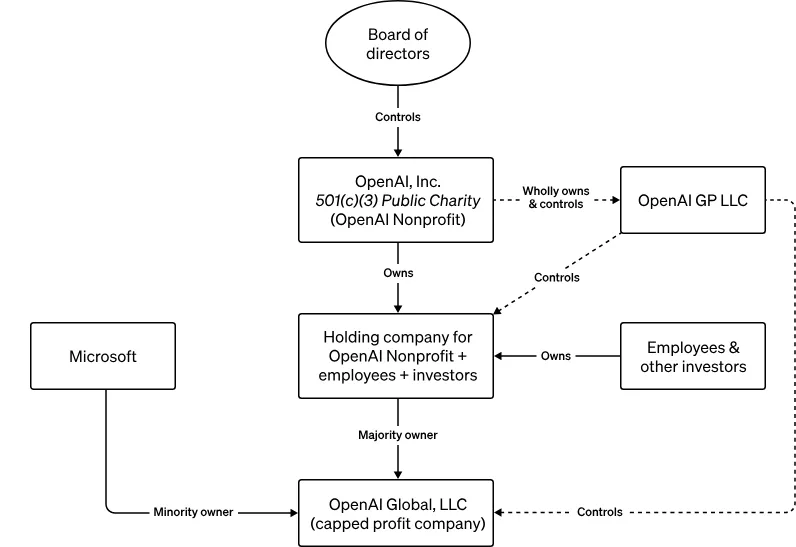 Board of
directors
Controls
OpenAI, Inc.
501(c)(3) Public Charity
(OpenAI Nonprofit)
Wholly owns
& controls
OpenAI GP LLC
Owns
Controls
Holding company for
OpenAI Nonprofit +
employees + investors
Microsoft
Owns
Employees &
other investors
Majority owner
OpenAI Global, LLC
(capped profit company)
Minority owner
Controls